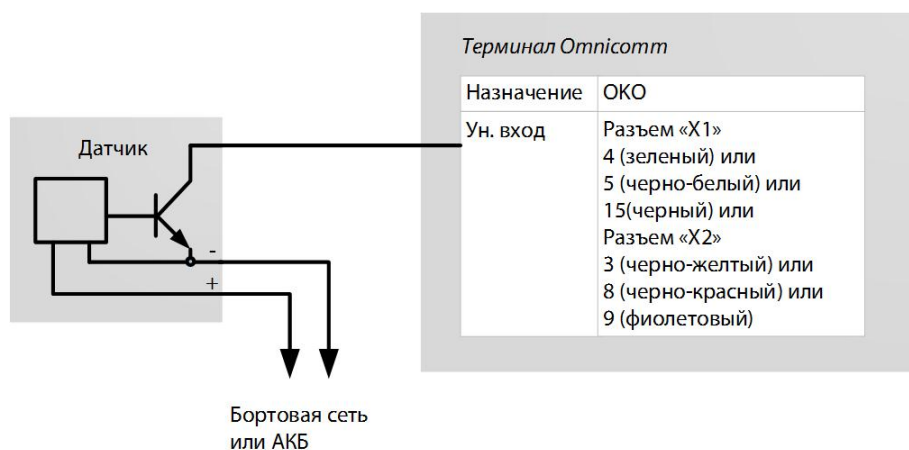 Терминал Omnicomm
Назначение ОКО
Ун. вход Разъем «X1»
4 (зеленый) или
5 (черно-белый) или
15(черный) или
Разъем «X2»
3 (черно-желтый) или
8 (черно-красный) или
9 (фиолетовый)
Датчик
-
+
Бортовая сеть
или АКБ